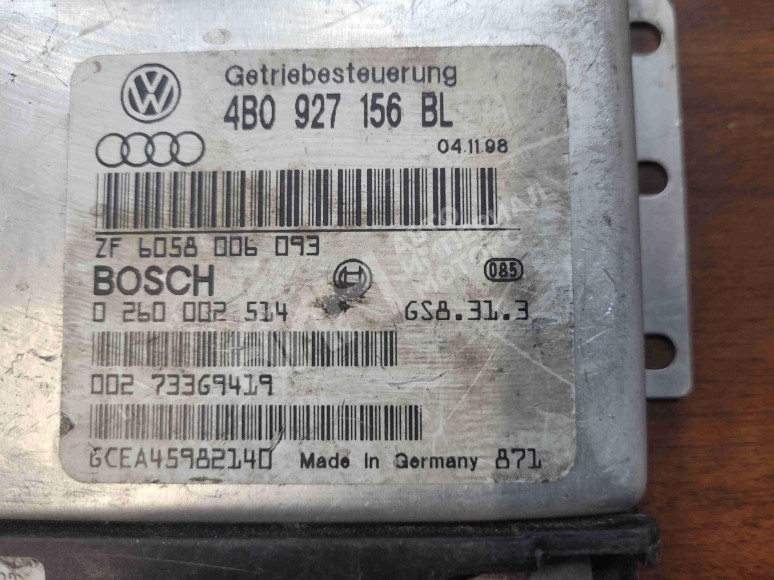 Getriebesteuerung
4B0 927 156 BL
04.11.98
ZF 6058 006 093
BOSCH
085
0 260 002 514 GS8.31.3
002 73369419
GCEA45982140 Made in Germany 871